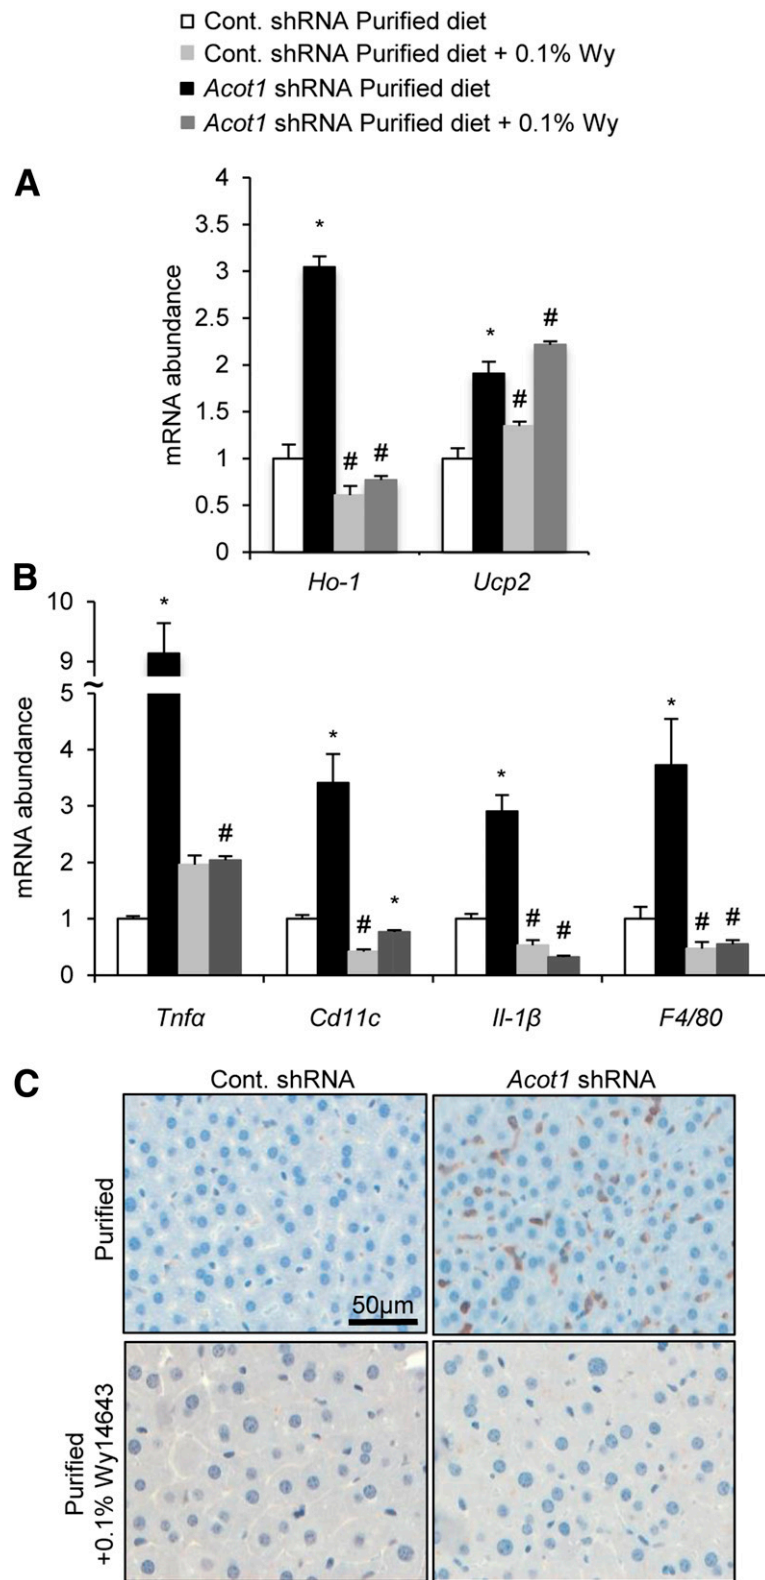 Cont. shRNA Purified diet
Cont. shRNA Purified diet + 0.1% Wy
Acot1 shRNA Purified diet
Acot1 shRNA Purified diet + 0.1% Wy
A
mRNA abundance
4
3.5
3
2.5
2
1.5
1
0.5
0
*
# #
*
#
#
Ho-1 Ucp2
B
mRNA abundance
10
9
~
5
4
3
2
1
0
*
#
*
#
*
*
# #
*
# #
Tnfα Cd11c Il-1β F4/80
C
Cont. shRNA Acot1 shRNA
Purified
50μm
Purified
+0.1% Wy14643